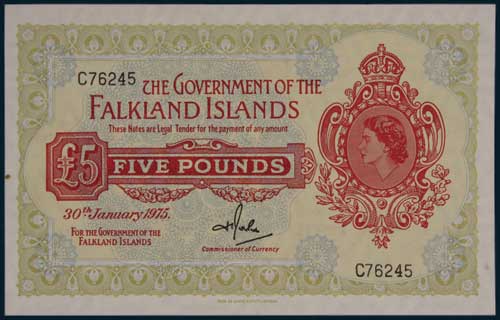 C76245
THE GOVERNMENT OF THE
FALKLAND ISLANDS
These Notes are Legal Tender for the payment of any amount
£5 FIVE POUNDS
30th January 1975.
FOR THE GOVERNMENT OF THE
FALKLAND ISLANDS
Commissioner of Currency
C76245